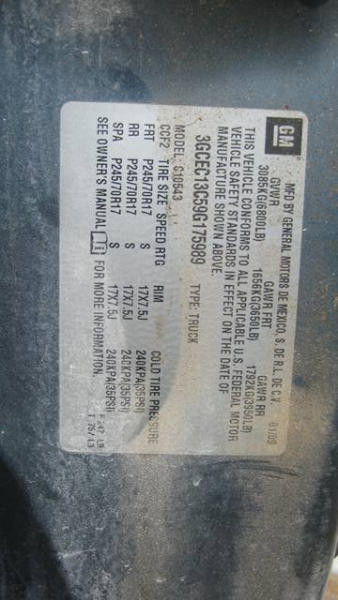 GM
MFD BY GENERAL MOTORS DE MEXICO, S. DE R.L. DE C.V. 01/09
GVWR GAWR FRT GAWR RR
3085KG(6800LB) 1656KG(3650LB) 1792KG(3950LB)
THIS VEHICLE CONFORMS TO ALL APPLICABLE U.S. FEDERAL MOTOR
VEHICLE SAFETY STANDARDS IN EFFECT ON THE DATE OF
MANUFACTURE SHOWN ABOVE.
3GCEC13C59G175989 TYPE: TRUCK
MODEL: C10543
CCF2 TIRE SIZE SPEED RTG RIM COLD TIRE PRESSURE
FRT P245/70R17 S 17X7.5J 240KPA(35PSI)
RR P245/70R17 S 17X7.5J 240KPA(35PSI)
SPA P245/70R17 S 17X7.5J 240KPA(35PSI)
SEE OWNER'S MANUAL i FOR MORE INFORMATION.